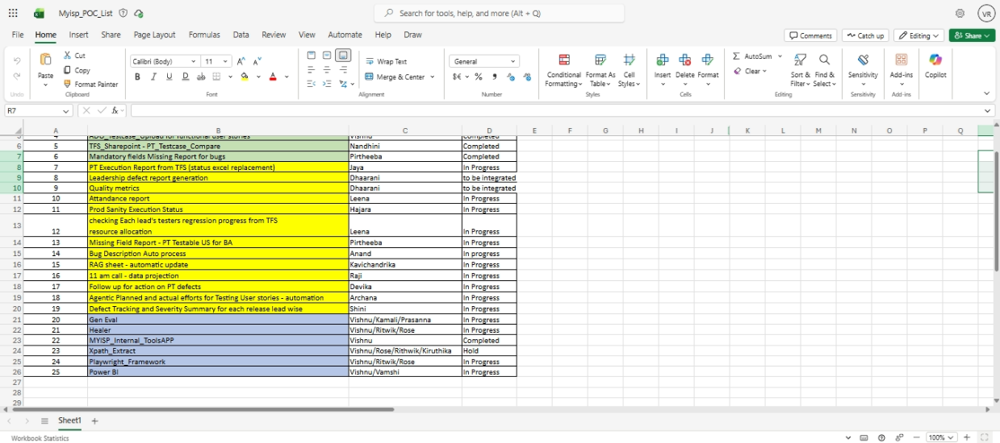 Myisp_POC_List
Search for tools, help, and more (Alt + Q)
VR
File Home Insert Share Page Layout Formulas Data Review View Automate Help Draw
Comments Catch up Editing Share
Paste Cut
Copy
Format Painter
Calibri (Body) 11
B I U D ab
Wrap Text
Merge & Center
General
$€ % 9
Conditional Formatting Format As Table Cell Styles
Insert Delete Format
AutoSum
Clear
Sort & Filter Find & Select
Sensitivity
Add-ins
Copilot
Undo Clipboard Font Alignment Number Styles Cells Editing Sensitivity Add-ins
R7 fx
A B C D E F G H I J K L M N O P Q
5 4 ADO_Testcase_Upload for functional user stories Vishnu Completed
6 5 TFS_Sharepoint - PT_Testcase_Compare Nandhini Completed
7 6 Mandatory fields Missing Report for bugs Pirtheeba Completed
8 7 PT Execution Report from TFS (status excel replacement) Jaya In Progress
9 8 Leadership defect report generation Dhaarani to be integrated
10 9 Quality metrics Dhaarani to be integrated
11 10 Attandance report Leena In Progress
12 11 Prod Sanity Execution Status Hajara In Progress
checking Each lead's testers regression progress from TFS
13 12 resource allocation Leena In Progress
14 13 Missing Field Report - PT Testable US for BA Pirtheeba In Progress
15 14 Bug Description Auto process Anand In progress
16 15 RAG sheet - automatic update Kavichandrika In Progress
17 16 11 am call - data projection Raji In Progress
18 17 Follow up for action on PT defects Devika In Progress
19 18 Agentic Planned and actual efforts for Testing User stories - automation Archana In Progress
20 19 Defect Tracking and Severity Summary for each release lead wise Shini In Progress
21 20 Gen Eval Vishnu/Kamali/Prasanna In Progress
22 21 Healer Vishnu/Ritwik/Rose In Progress
23 22 MYISP_Internal_ToolsAPP Vishnu Completed
24 23 Xpath_Extract Vishnu/Rose/Rithwik/Kiruthika Hold
25 24 Playwright_Framework Vishnu/Ritwik/Rose In Progress
26 25 Power BI Vishnu/Vamshi In Progress
27
28
29
Sheet1
Workbook Statistics 100%